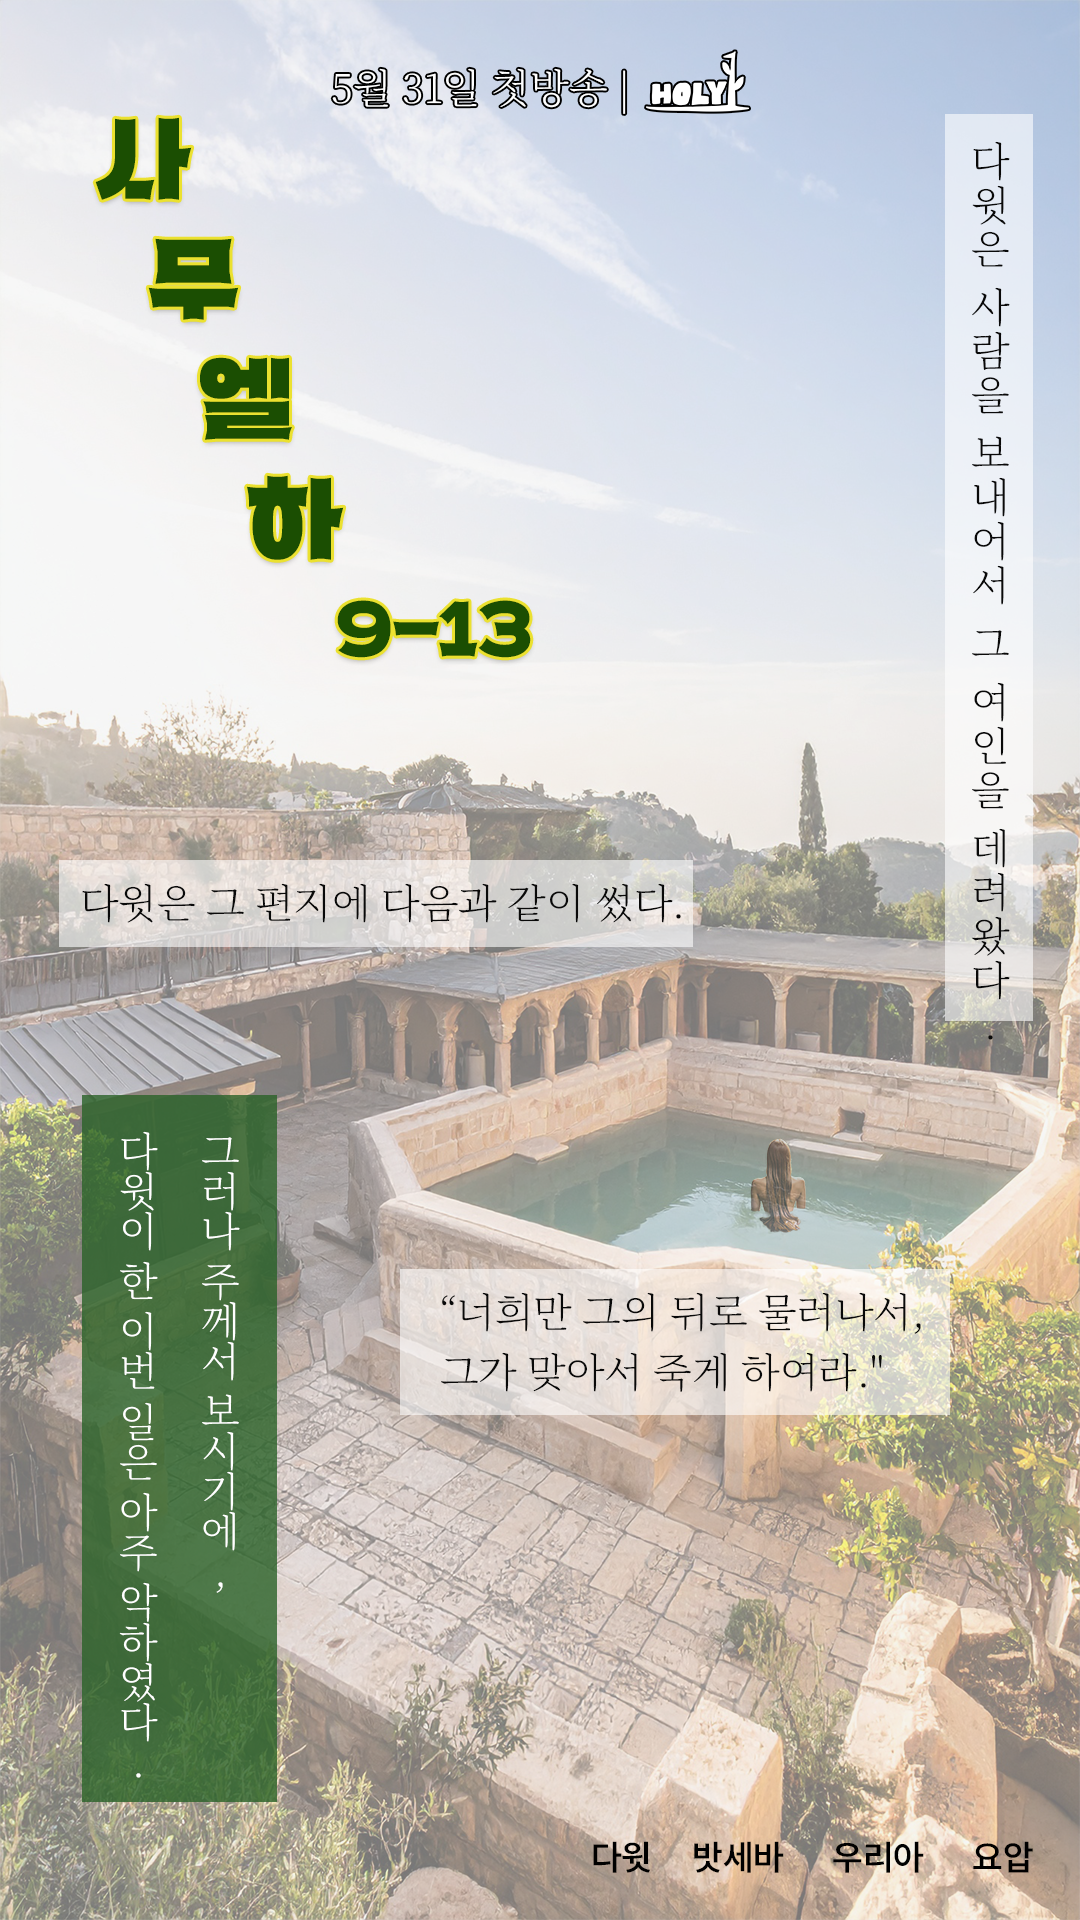 5월 31일 첫방송 | HOLY
사
무
엘
하
9-13
다윗은 사람을 보내어서 그 여인을 데려왔다.
다윗은 그 편지에 다음과 같이 썼다.
“너희만 그의 뒤로 물러나서,
그가 맞아서 죽게 하여라."
그러나 주께서 보시기에,
다윗이 한 이번 일은 아주 악하였다.
다윗 밧세바 우리아 요압